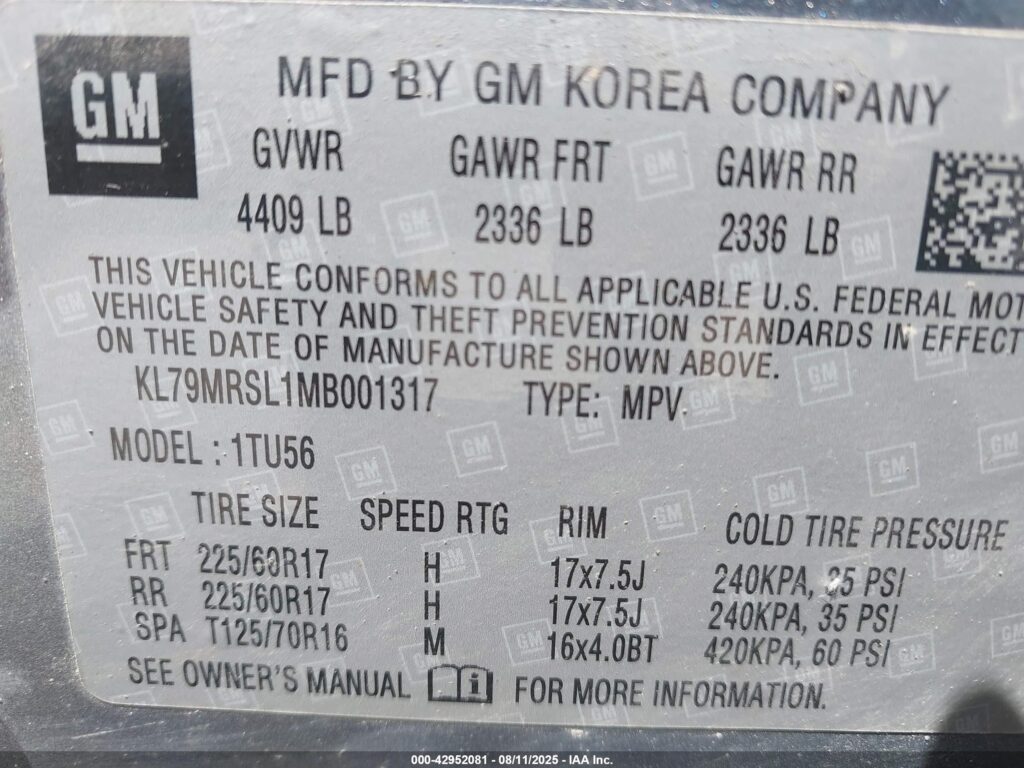 GM
MFD BY GM KOREA COMPANY
GVWR GAWR FRT GAWR RR
4409 LB 2336 LB 2336 LB
THIS VEHICLE CONFORMS TO ALL APPLICABLE U.S. FEDERAL MOT
VEHICLE SAFETY AND THEFT PREVENTION STANDARDS IN EFFECT
ON THE DATE OF MANUFACTURE SHOWN ABOVE.
KL79MRSL1MB001317 TYPE: MPV
MODEL : 1TU56
TIRE SIZE SPEED RTG RIM COLD TIRE PRESSURE
FRT 225/60R17 H 17x7.5J 240KPA, 35 PSI
RR 225/60R17 H 17x7.5J 240KPA, 35 PSI
SPA T125/70R16 M 16x4.0BT 420KPA, 60 PSI
SEE OWNER'S MANUAL i FOR MORE INFORMATION.
000-42952081 - 08/11/2025 - IAA Inc.